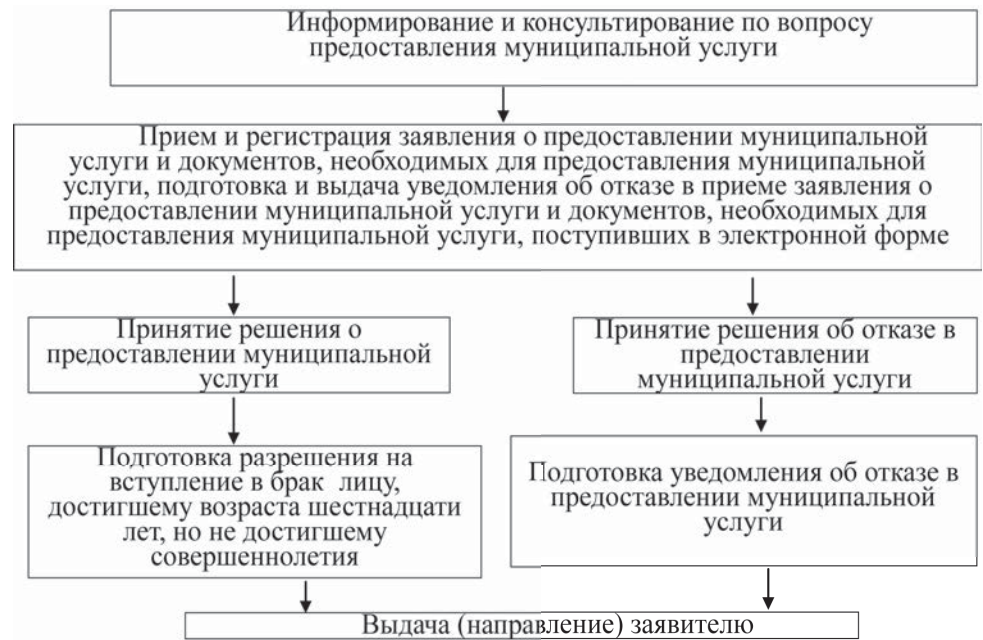 Информирование и консультирование по вопросу
предоставления муниципальной услуги
Прием и регистрация заявления о предоставлении муниципальной
услуги и документов, необходимых для предоставления муниципальной
услуги, подготовка и выдача уведомления об отказе в приеме заявления о
предоставлении муниципальной услуги и документов, необходимых для
предоставления муниципальной услуги, поступивших в электронной форме
Принятие решения о
предоставлении муниципальной
услуги
Принятие решения об отказе в
предоставлении
муниципальной услуги
Подготовка разрешения на
вступление в брак лицу,
достигшему возраста шестнадцати
лет, но не достигшему
совершеннолетия
Подготовка уведомления об отказе в
предоставлении муниципальной
услуги
Выдача (направление) заявителю